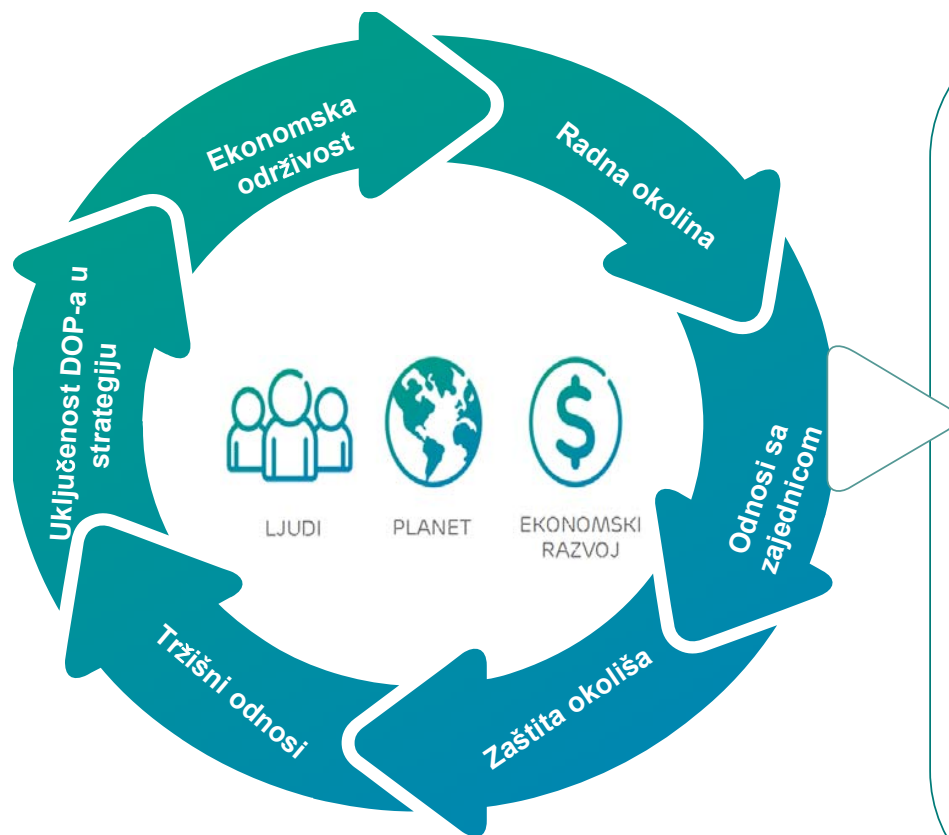 Ekonomska
održivost
Radna okolina
Odnosi sa
zajednicom
Zaštita okoliša
Tržišni odnosi
Uključenost DOP-a u
strategiju
LJUDI
PLANET
EKONOMSKI
RAZVOJ
$